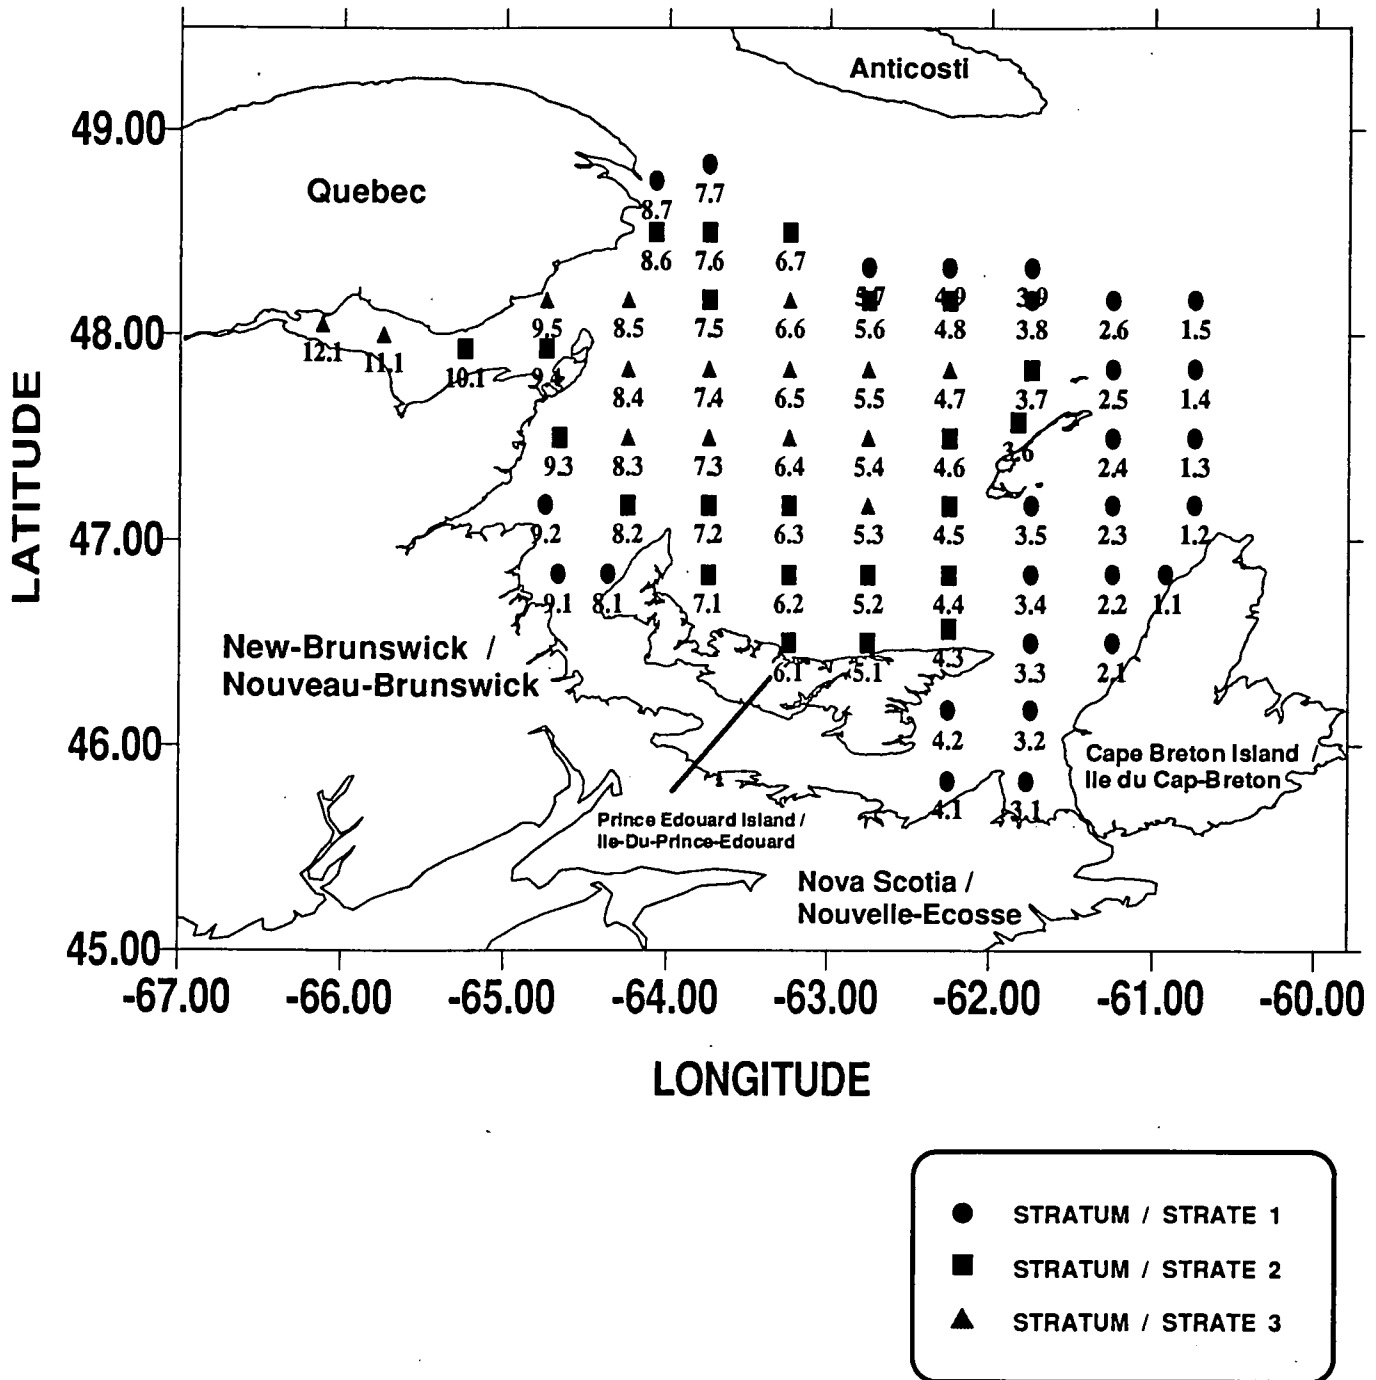 Anticosti
49.00
Quebec
7.7
8.7
8.6 7.6 6.7
9.5 8.5 7.5 6.6 5.6 4.8 3.8 2.6 1.5
48.00
12.1 11.1 10.1
8.4 7.4 6.5 5.5 4.7 3.7 2.5 1.4
3.6
9.3 8.3 7.3 6.4 5.4 4.6 2.4 1.3
9.2 8.2 7.2 6.3 5.3 4.5 3.5 2.3 1.2
47.00
9.1 8.1 7.1 6.2 5.2 4.4 3.4 2.2 1.1
LATITUDE
New-Brunswick /
Nouveau-Brunswick
6.1 5.1 4.3 3.3 2.1
4.2 3.2
46.00
Cape Breton Island /
Ile du Cap-Breton
4.1 3.1
Prince Edouard Island /
Ile-Du-Prince-Edouard
Nova Scotia /
Nouvelle-Ecosse
45.00
-67.00 -66.00 -65.00 -64.00 -63.00 -62.00 -61.00 -60.00
LONGITUDE
STRATUM / STRATE 1
STRATUM / STRATE 2
STRATUM / STRATE 3